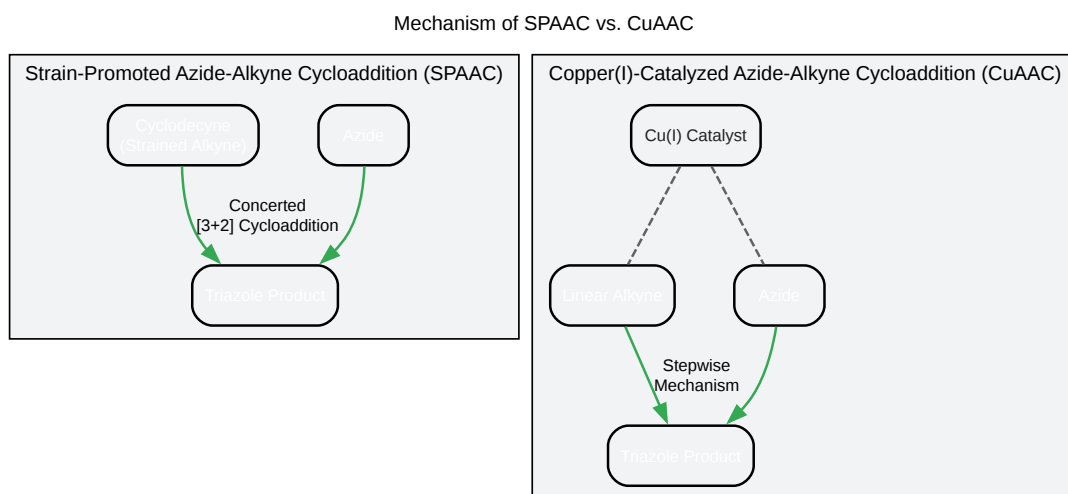 Mechanism of SPAAC vs. CuAAC
Strain-Promoted Azide-Alkyne Cycloaddition (SPAAC)
Cyclodecyne
(Strained Alkyne)
Azide
Concerted
[3+2] Cycloaddition
Triazole Product
Copper(I)-Catalyzed Azide-Alkyne Cycloaddition (CuAAC)
Cu(I) Catalyst
Linear Alkyne
Azide
Stepwise
Mechanism
Triazole Product